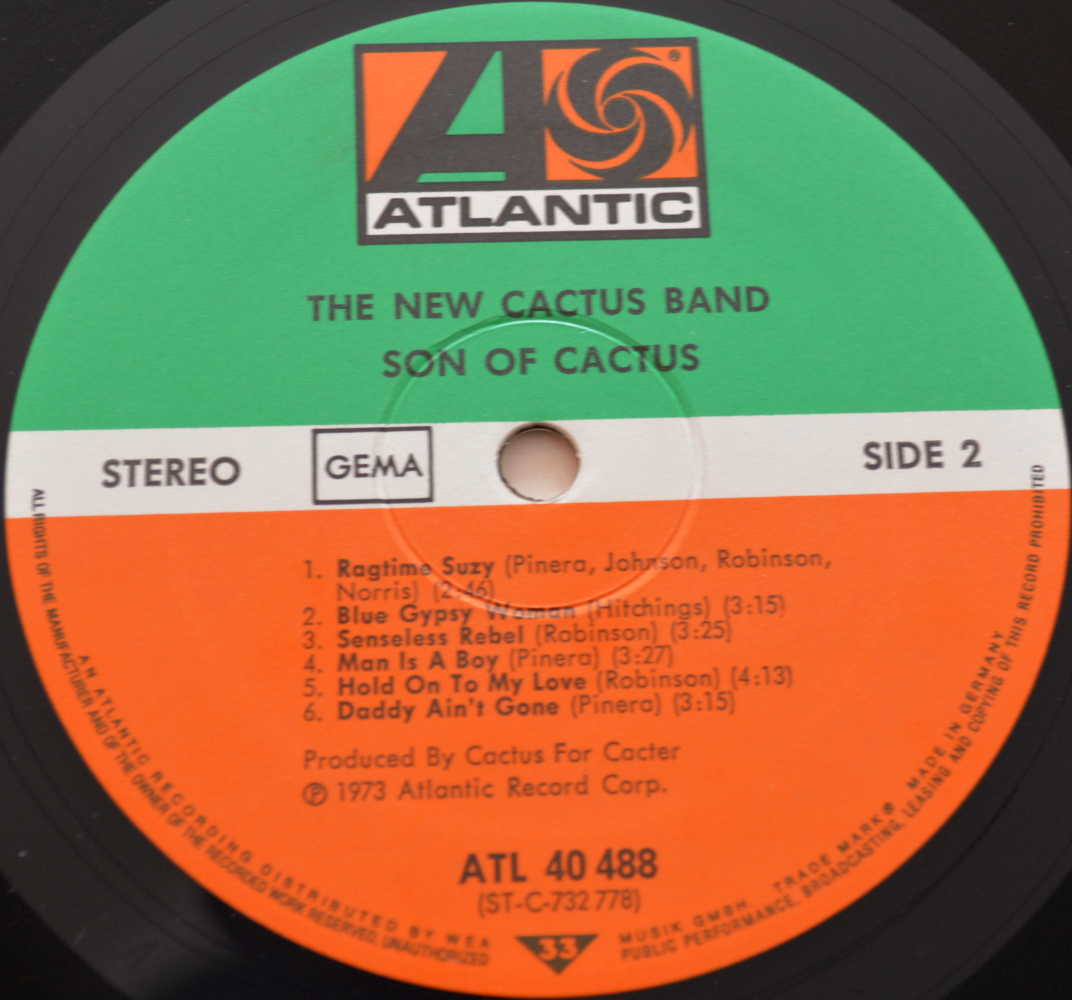 ATLANTIC
®
THE NEW CACTUS BAND
SON OF CACTUS
STEREO
GEMA
SIDE 2
1. Ragtime Suzy (Pinera, Johnson, Robinson,
Norris) (2:46)
2. Blue Gypsy Woman (Hitchings) (3:15)
3. Senseless Rebel (Robinson) (3:25)
4. Man Is A Boy (Pinera) (3:27)
5. Hold On To My Love (Robinson) (4:13)
6. Daddy Ain't Gone (Pinera) (3:15)
Produced By Cactus For Cacter
℗ 1973 Atlantic Record Corp.
ATL 40 488
(ST-C-732 778)
33
AN ATLANTIC RECORDING DISTRIBUTED BY WEA MUSIK GMBH TRADE MARK® MADE IN GERMANY
ALL RIGHTS OF THE MANUFACTURER AND OF THE OWNER OF THE RECORDED WORK RESERVED. UNAUTHORIZED PUBLIC PERFORMANCE, BROADCASTING, LEASING AND COPYING OF THIS RECORD PROHIBITED